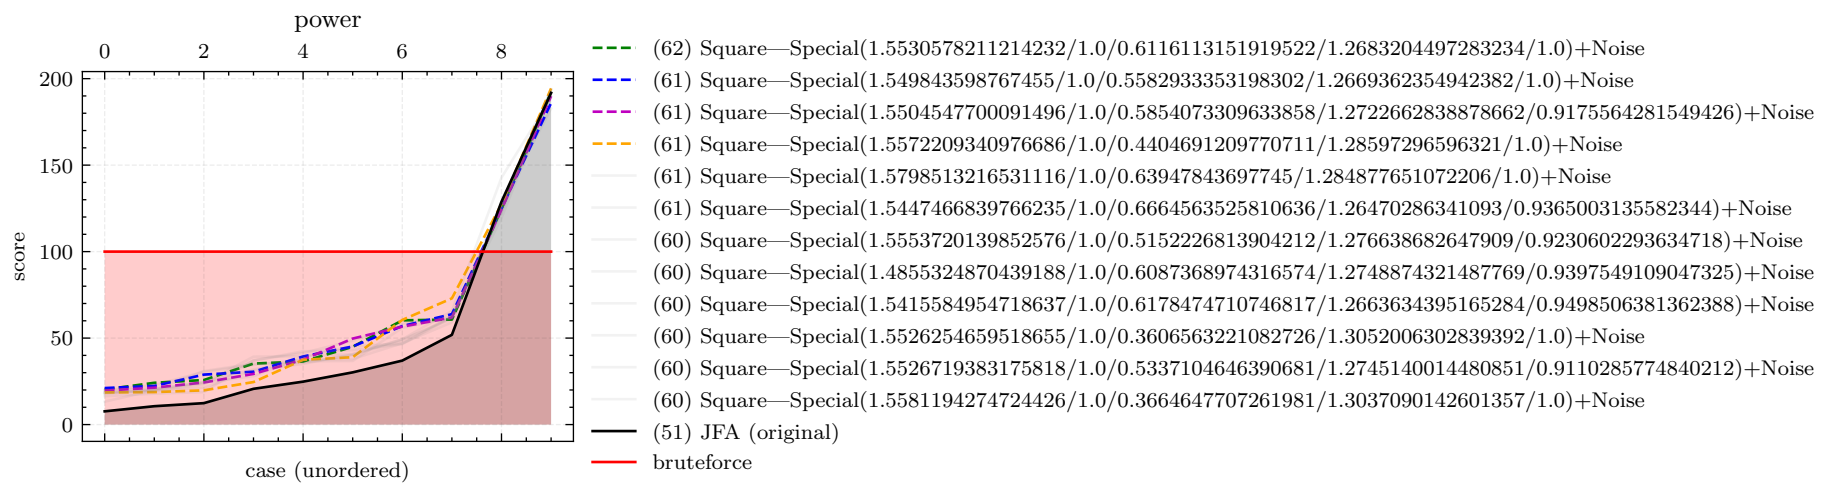 power
0 2 4 6 8
200
150
100
50
0
score
case (unordered)
(62) Square—Special(1.5530578211214232/1.0/0.6116113151919522/1.2683204497283234/1.0)+Noise
(61) Square—Special(1.549843598767455/1.0/0.5582933353198302/1.2669362354942382/1.0)+Noise
(61) Square—Special(1.5504547700091496/1.0/0.5854073309633858/1.2722662838878662/0.9175564281549426)+Noise
(61) Square—Special(1.5572209340976686/1.0/0.4404691209770711/1.28597296596321/1.0)+Noise
(61) Square—Special(1.5798513216531116/1.0/0.63947843697745/1.284877651072206/1.0)+Noise
(61) Square—Special(1.5447466839766235/1.0/0.6664563525810636/1.26470286341093/0.9365003135582344)+Noise
(60) Square—Special(1.5553720139852576/1.0/0.5152226813904212/1.276638682647909/0.9230602293634718)+Noise
(60) Square—Special(1.4855324870439188/1.0/0.6087368974316574/1.2748874321487769/0.9397549109047325)+Noise
(60) Square—Special(1.5415584954718637/1.0/0.6178474710746817/1.2663634395165284/0.9498506381362388)+Noise
(60) Square—Special(1.552625465951865​5/1.0/0.3606563221082726/1.3052006302839392/1.0)+Noise
(60) Square—Special(1.5526719383175818/1.0/0.5337104646390681/1.2745140014480851/0.9110285774840212)+Noise
(60) Square—Special(1.5581194274724426/1.0/0.3664647707261981/1.3037090142601357/1.0)+Noise
(51) JFA (original)
bruteforce